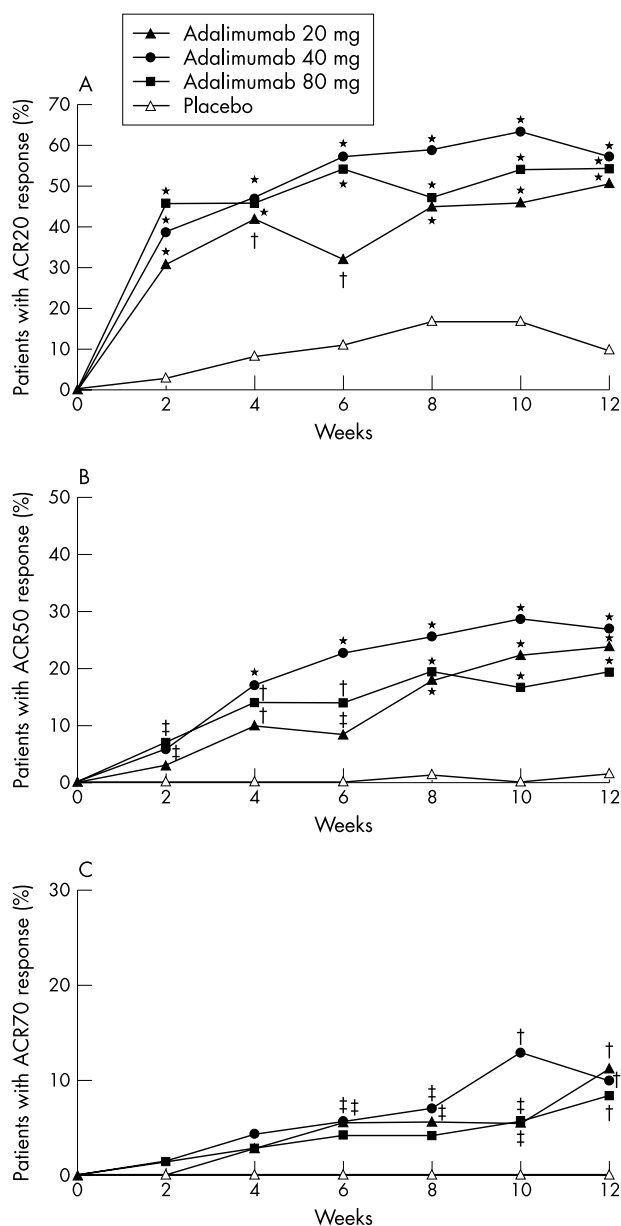 Adalimumab 20 mg
Adalimumab 40 mg
Adalimumab 80 mg
Placebo
A
70
60
50
40
30
20
10
0
Patients with ACR20 response (%)
★ ★ ★ ★ ★
★ ★ ★ ★ ★
★ ★ ★ ★ ★
† †
0 2 4 6 8 10 12
Weeks
B
50
40
30
20
10
0
Patients with ACR50 response (%)
★ ★ ★ ★ ★
★ ★ ★
★ ★ ★
‡ † †
‡ † ‡
0 2 4 6 8 10 12
Weeks
C
30
20
10
0
Patients with ACR70 response (%)
† †
‡ ‡ ‡ ‡ ‡ †
‡ †
0 2 4 6 8 10 12
Weeks